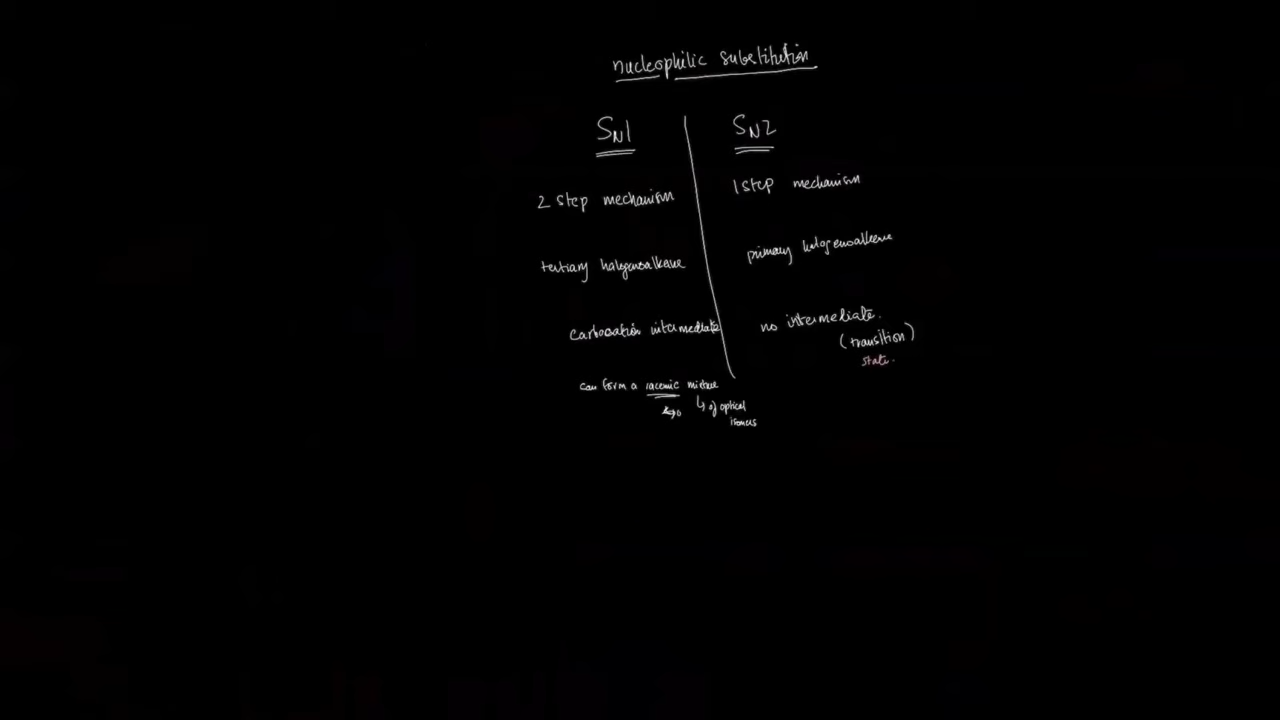 nucleophilic substitution
SN1
SN2
2 step mechanism
1 step mechanism
tertiary halogenoalkane
primary halogenoalkane
carbocation intermediate
no intermediate.
(transition)
state.
can form a racemic mixture
↳ of optical
isomers